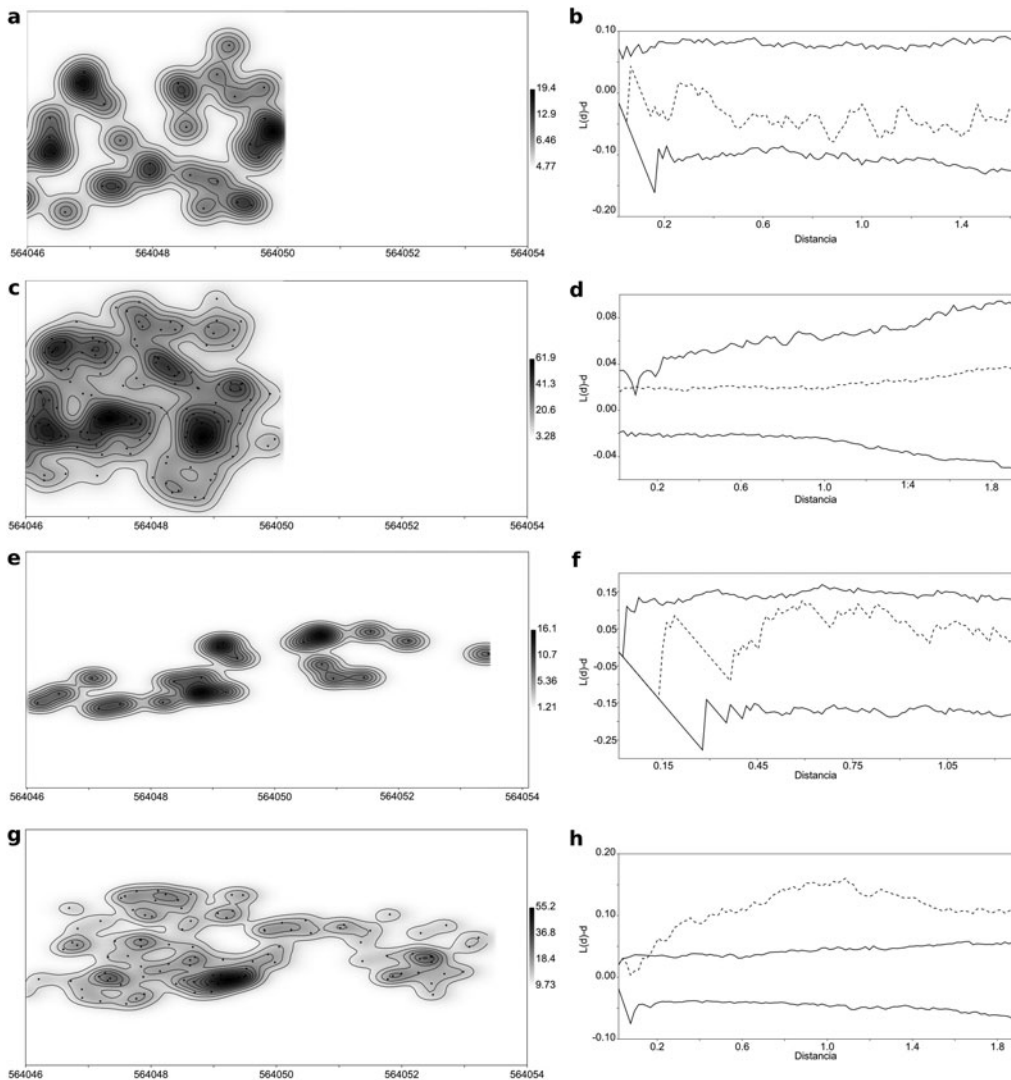 a
19.4
12.9
6.46
4.77
564046 564048 564050 564052 564054
b
0.10
0.00
-0.10
-0.20
L(d)-d
0.2 0.6 1.0 1.4
Distancia
c
61.9
41.3
20.6
3.28
564046 564048 564050 564052 564054
d
0.08
0.04
0.00
-0.04
L(d)-d
0.2 0.6 1.0 1.4 1.8
Distancia
e
16.1
10.7
5.36
1.21
564046 564048 564050 564052 564054
f
0.15
0.05
-0.05
-0.15
-0.25
L(d)-d
0.15 0.45 0.75 1.05
Distancia
g
55.2
36.8
18.4
9.73
564046 564048 564050 564052 564054
h
0.20
0.10
0.00
-0.10
L(d)-d
0.2 0.6 1.0 1.4 1.8
Distancia